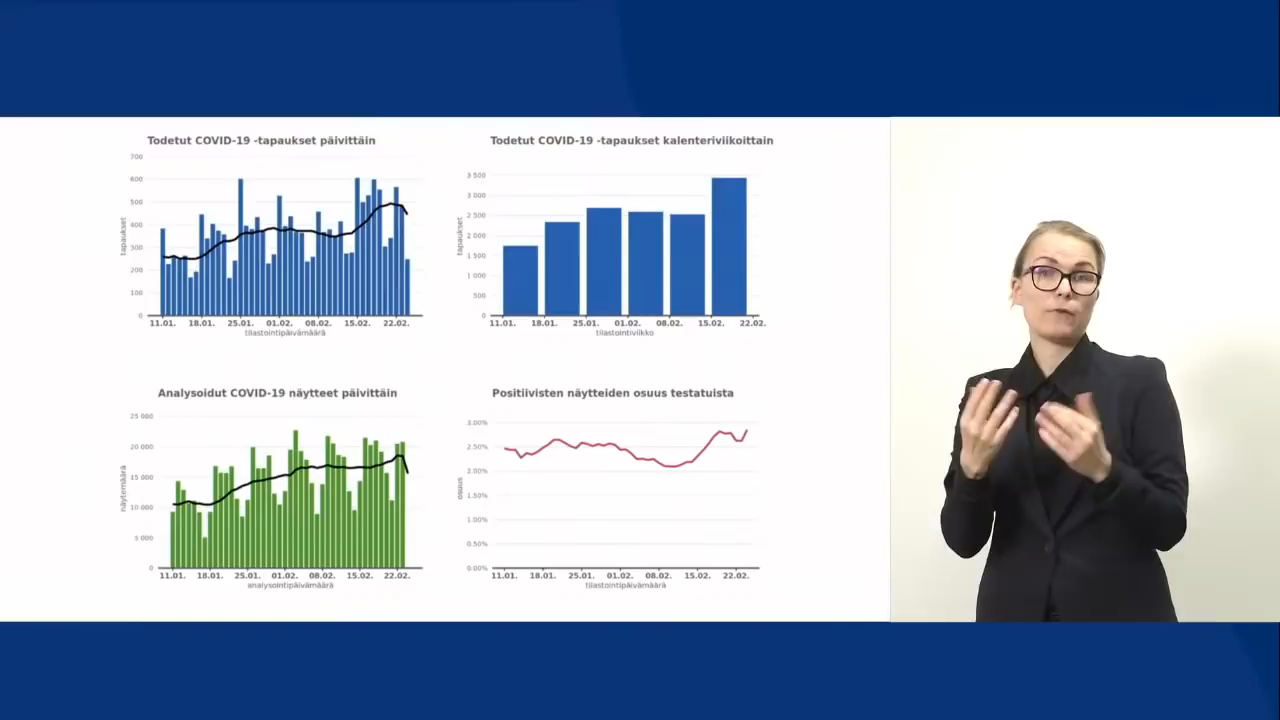 Todetut COVID-19 -tapaukset päivittäin
700
600
500
400
300
200
100
0
tapaukset
11.01. 18.01. 25.01. 01.02. 08.02. 15.02. 22.02.
tilastointipäivämäärä
Todetut COVID-19 -tapaukset kalenteriviikoittain
3 500
3 000
2 500
2 000
1 500
1 000
500
0
tapaukset
11.01. 18.01. 25.01. 01.02. 08.02. 15.02. 22.02.
tilastointiviikko
Analysoidut COVID-19 näytteet päivittäin
25 000
20 000
15 000
10 000
5 000
0
näytemäärä
11.01. 18.01. 25.01. 01.02. 08.02. 15.02. 22.02.
analysointipäivämäärä
Positiivisten näytteiden osuus testatuista
3.00%
2.50%
2.00%
1.50%
1.00%
0.50%
0.00%
osuus
11.01. 18.01. 25.01. 01.02. 08.02. 15.02. 22.02.
tilastointipäivämäärä